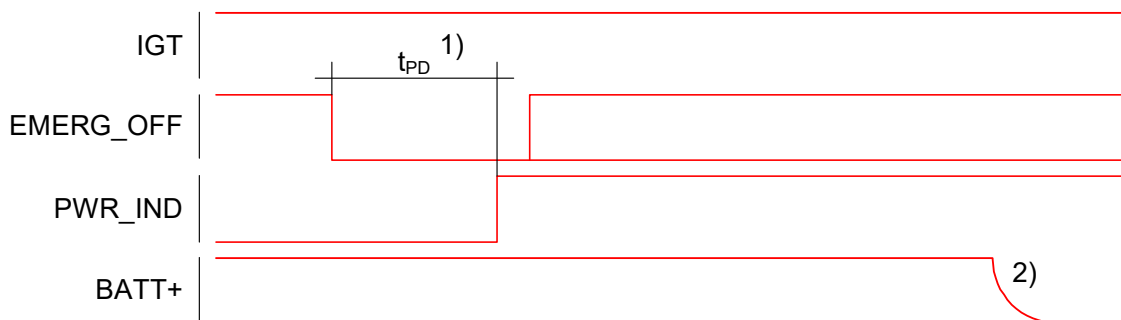 IGT
tPD 1)
EMERG_OFF
PWR_IND
BATT+
2)